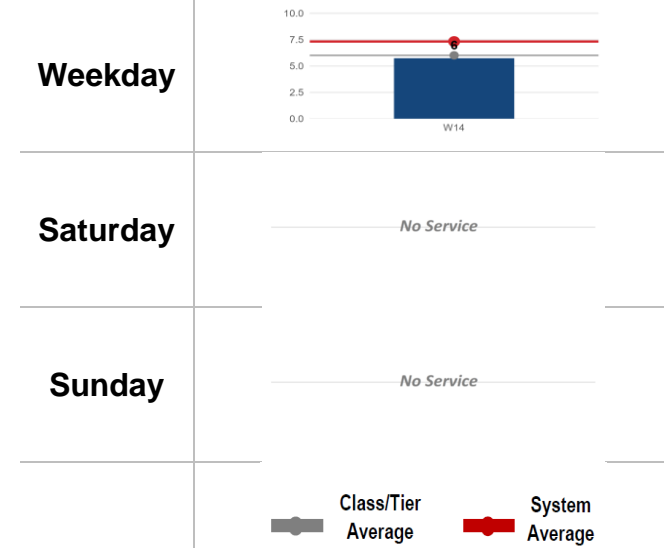 10.0
7.5
6
Weekday
5.0
2.5
0.0
W14
Saturday
No Service
Sunday
No Service
Class/Tier
Average
System
Average